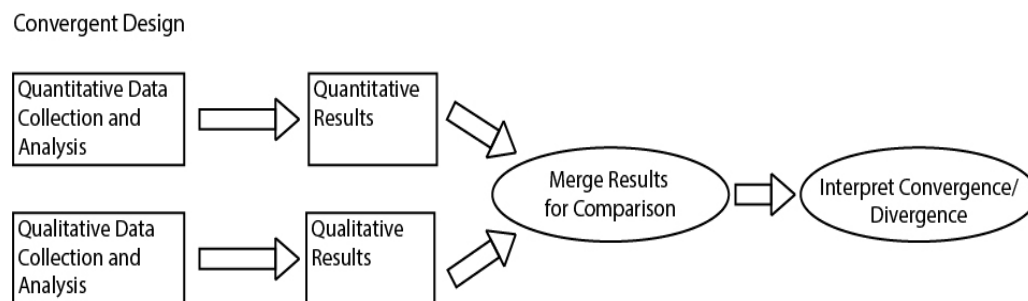 Convergent Design
Quantitative Data
Collection and
Analysis
Quantitative
Results
Qualitative Data
Collection and
Analysis
Qualitative
Results
Merge Results
for Comparison
Interpret Convergence/
Divergence